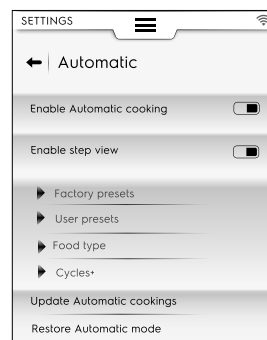 SETTINGS
Automatic
Enable Automatic cooking
Enable step view
Factory presets
User presets
Food type
Cycles+
Update Automatic cookings
Restore Automatic mode